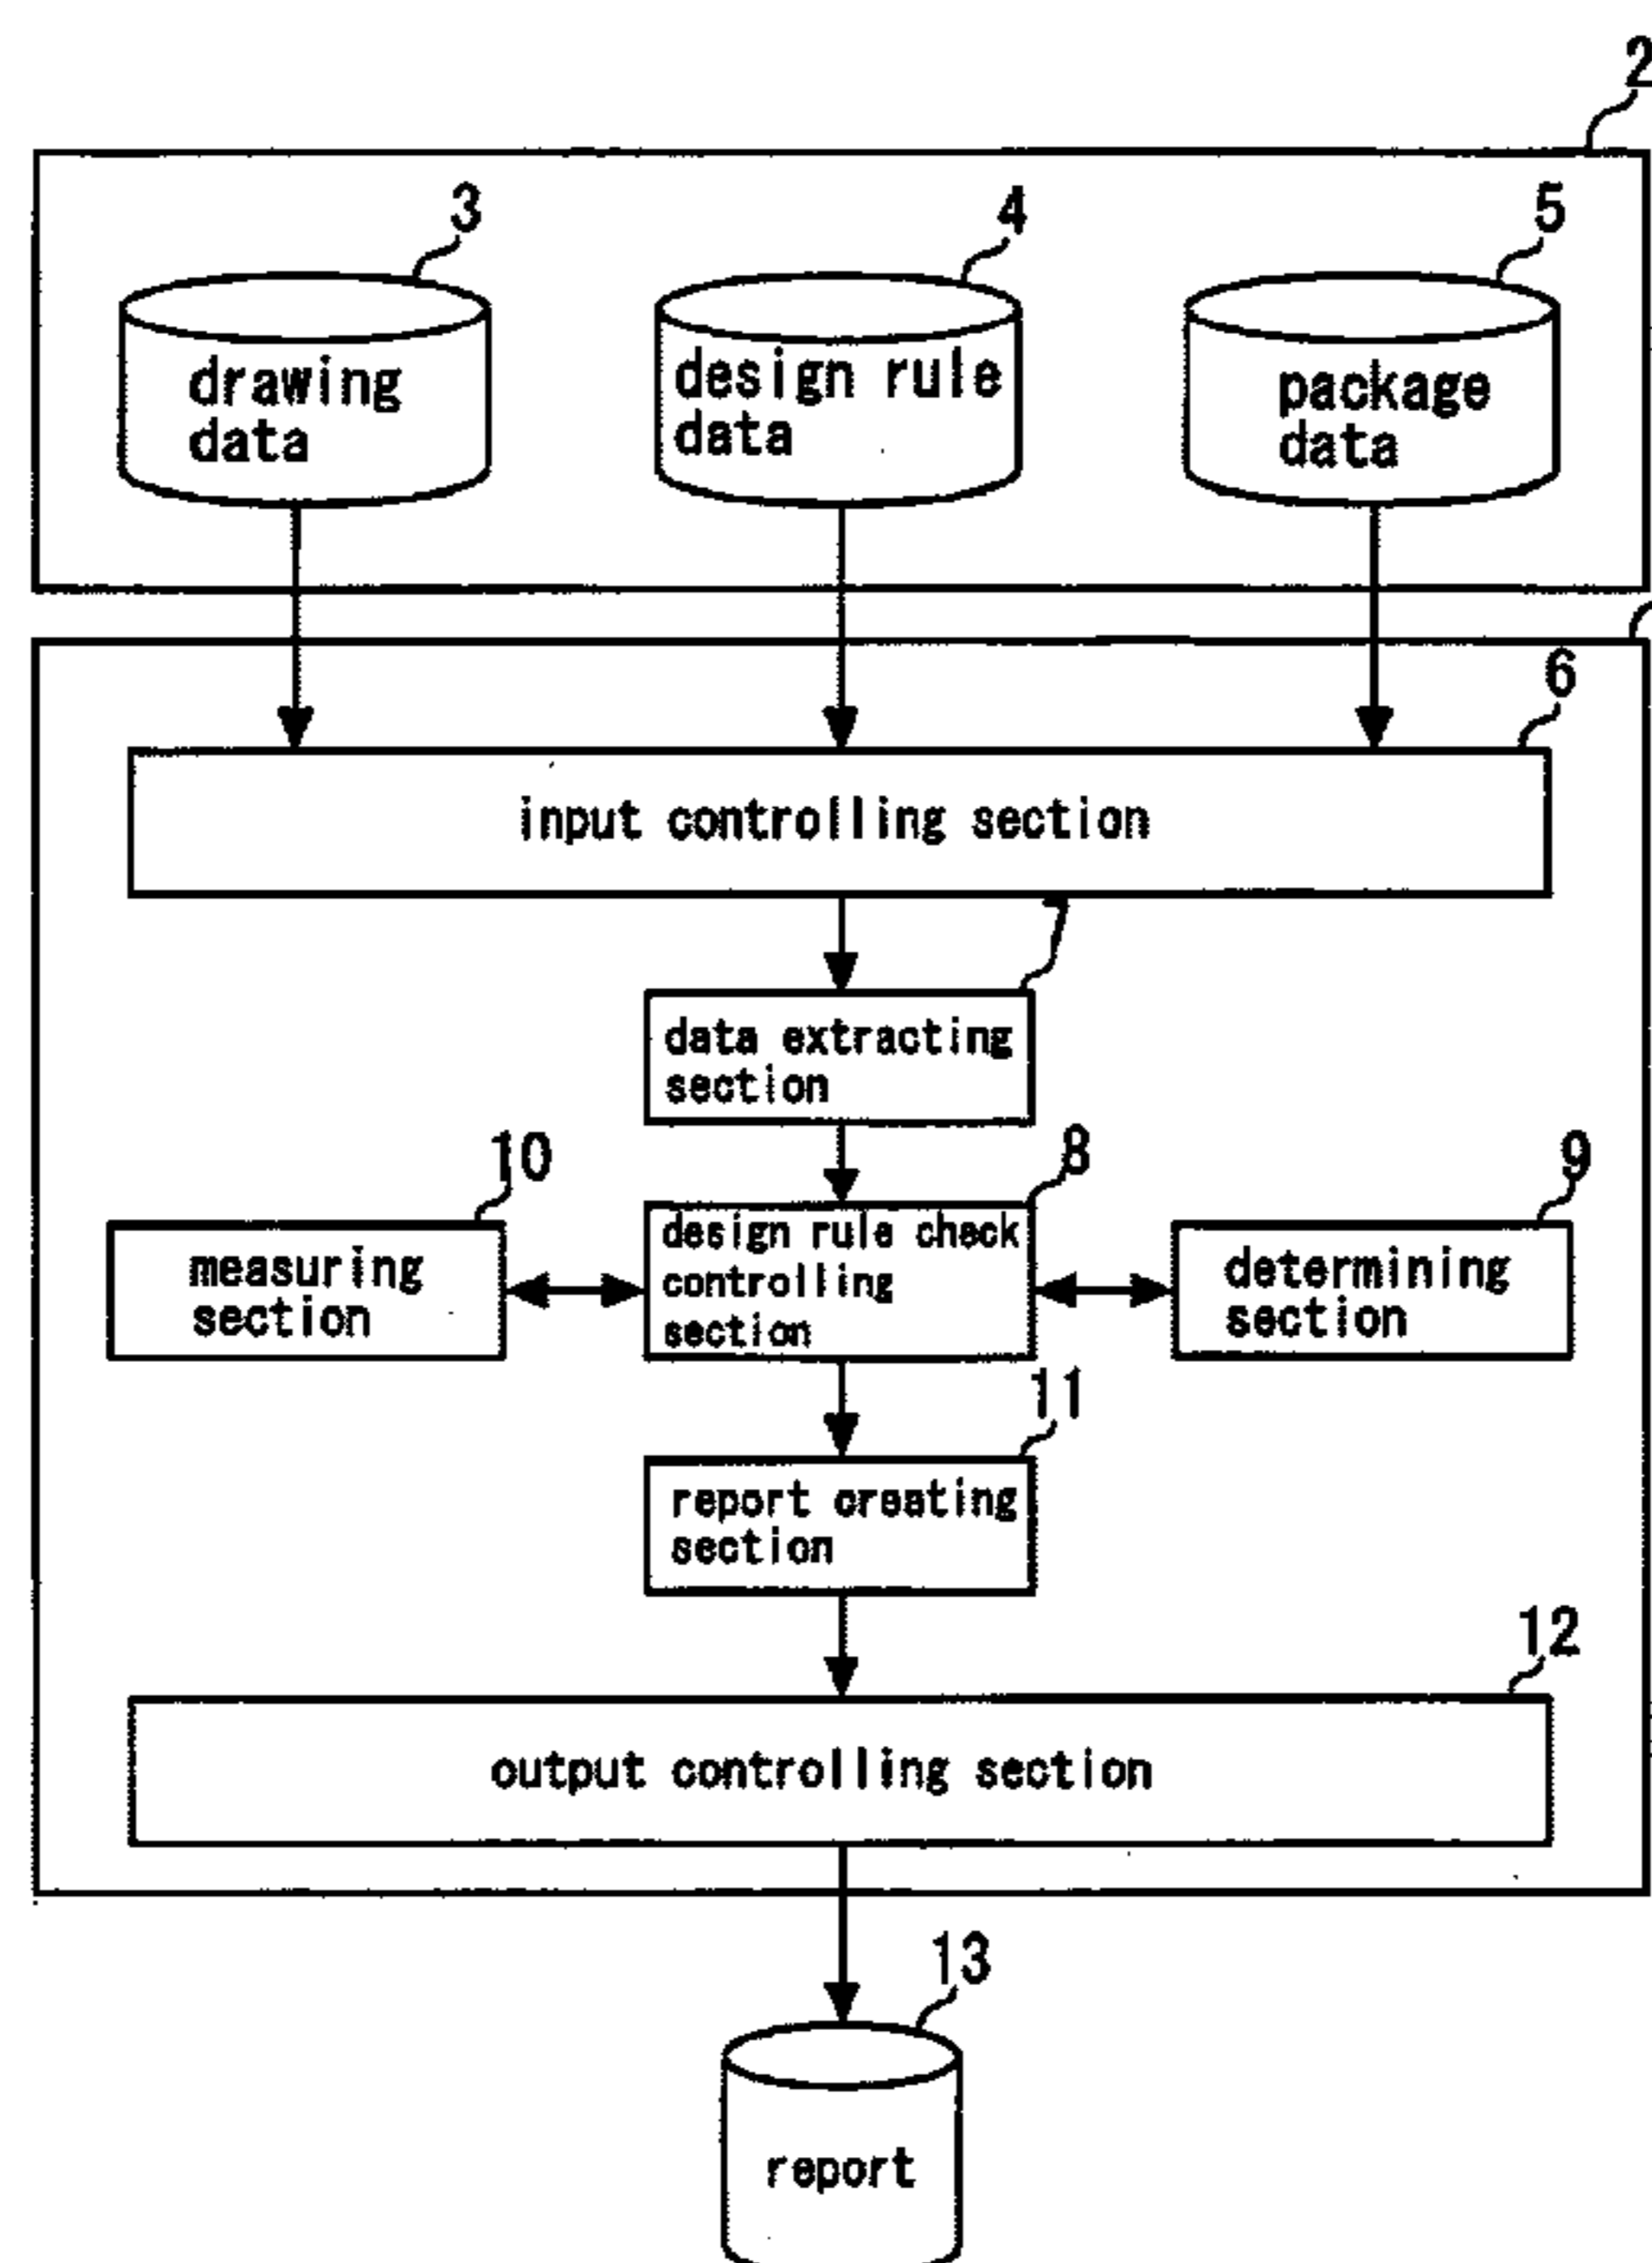 2
3
4
5
drawing
data
design rule
data
package
data
6
input controlling section
data extracting
section
10
8
9
measuring
section
design rule check
controlling
section
determining
section
11
report creating
section
12
output controlling section
13
report